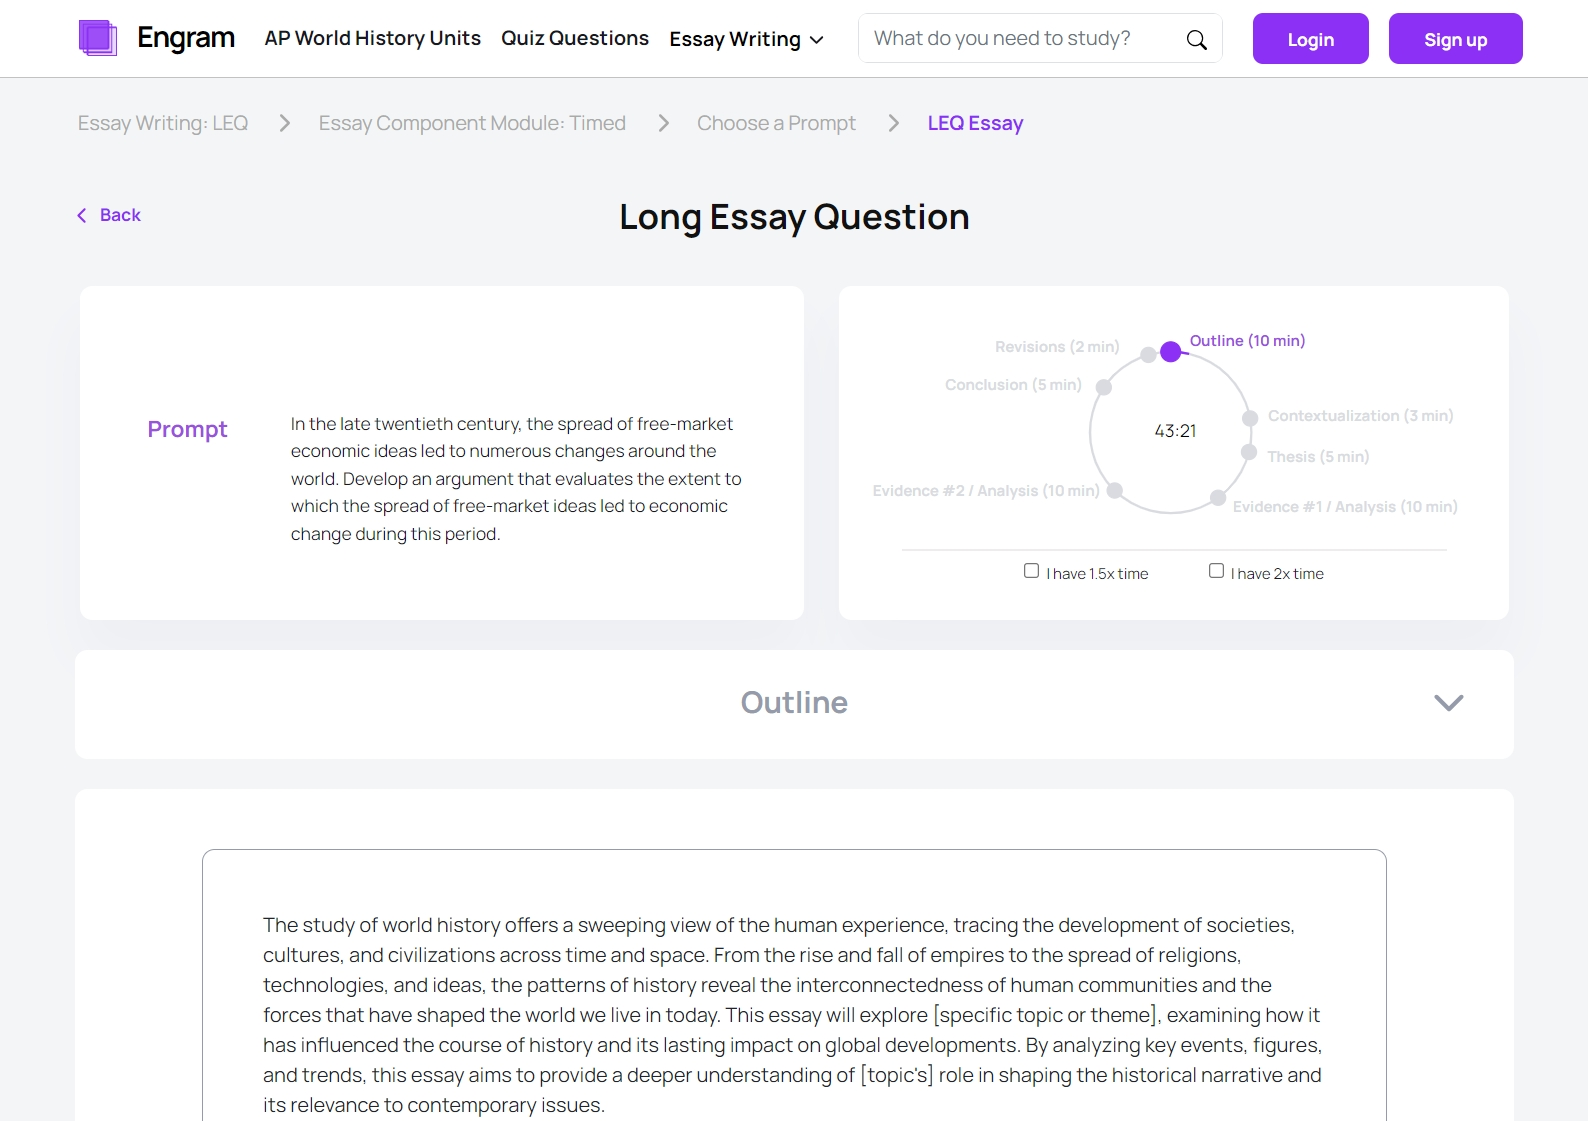 Engram
AP World History Units
Quiz Questions
Essay Writing
What do you need to study?
Login
Sign up
Essay Writing: LEQ
Essay Component Module: Timed
Choose a Prompt
LEQ Essay
Back
Long Essay Question
Prompt
In the late twentieth century, the spread of free-market
economic ideas led to numerous changes around the
world. Develop an argument that evaluates the extent to
which the spread of free-market ideas led to economic
change during this period.
Outline (10 min)
Revisions (2 min)
Conclusion (5 min)
Contextualization (3 min)
43:21
Thesis (5 min)
Evidence #2 / Analysis (10 min)
Evidence #1 / Analysis (10 min)
I have 1.5x time
I have 2x time
Outline
The study of world history offers a sweeping view of the human experience, tracing the development of societies,
cultures, and civilizations across time and space. From the rise and fall of empires to the spread of religions,
technologies, and ideas, the patterns of history reveal the interconnectedness of human communities and the
forces that have shaped the world we live in today. This essay will explore [specific topic or theme], examining how it
has influenced the course of history and its lasting impact on global developments. By analyzing key events, figures,
and trends, this essay aims to provide a deeper understanding of [topic's] role in shaping the historical narrative and
its relevance to contemporary issues.